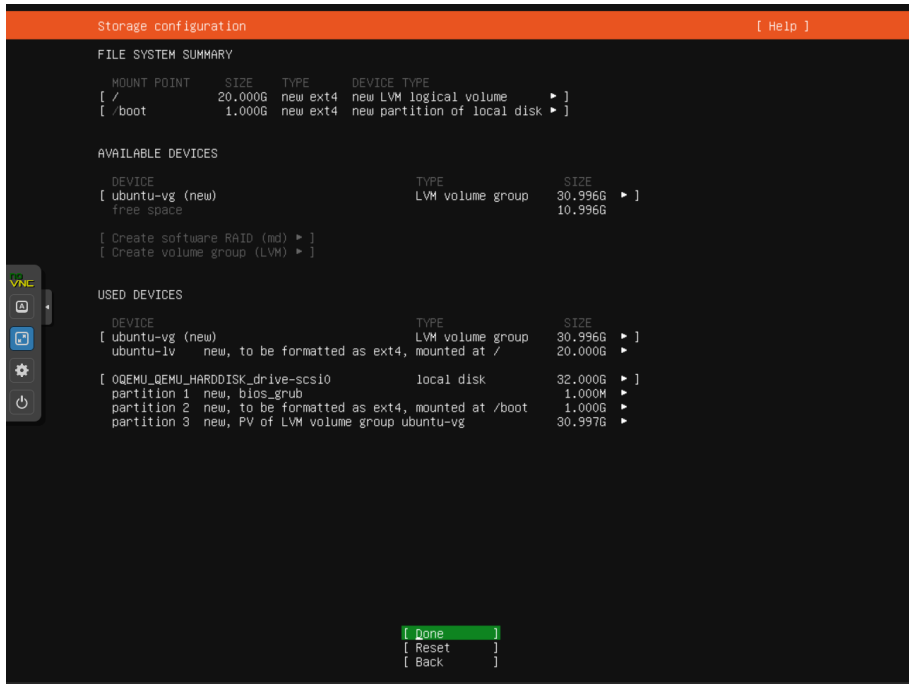 Storage configuration [ Help ]
FILE SYSTEM SUMMARY
MOUNT POINT SIZE TYPE DEVICE TYPE
[ / 20.000G new ext4 new LVM logical volume ▸ ]
[ /boot 1.000G new ext4 new partition of local disk ▸ ]
AVAILABLE DEVICES
DEVICE TYPE SIZE
[ ubuntu-vg (new) LVM volume group 30.996G ▸ ]
free space 10.996G
[ Create software RAID (md) ▸ ]
[ Create volume group (LVM) ▸ ]
noVNC
A
USED DEVICES
DEVICE TYPE SIZE
[ ubuntu-vg (new) LVM volume group 30.996G ▸ ]
ubuntu-lv new, to be formatted as ext4, mounted at / 20.000G ▸
[ 0QEMU_QEMU_HARDDISK_drive-scsi0 local disk 32.000G ▸ ]
partition 1 new, bios_grub 1.000M ▸
partition 2 new, to be formatted as ext4, mounted at /boot 1.000G ▸
partition 3 new, PV of LVM volume group ubuntu-vg 30.997G ▸
[ Done ]
[ Reset ]
[ Back ]